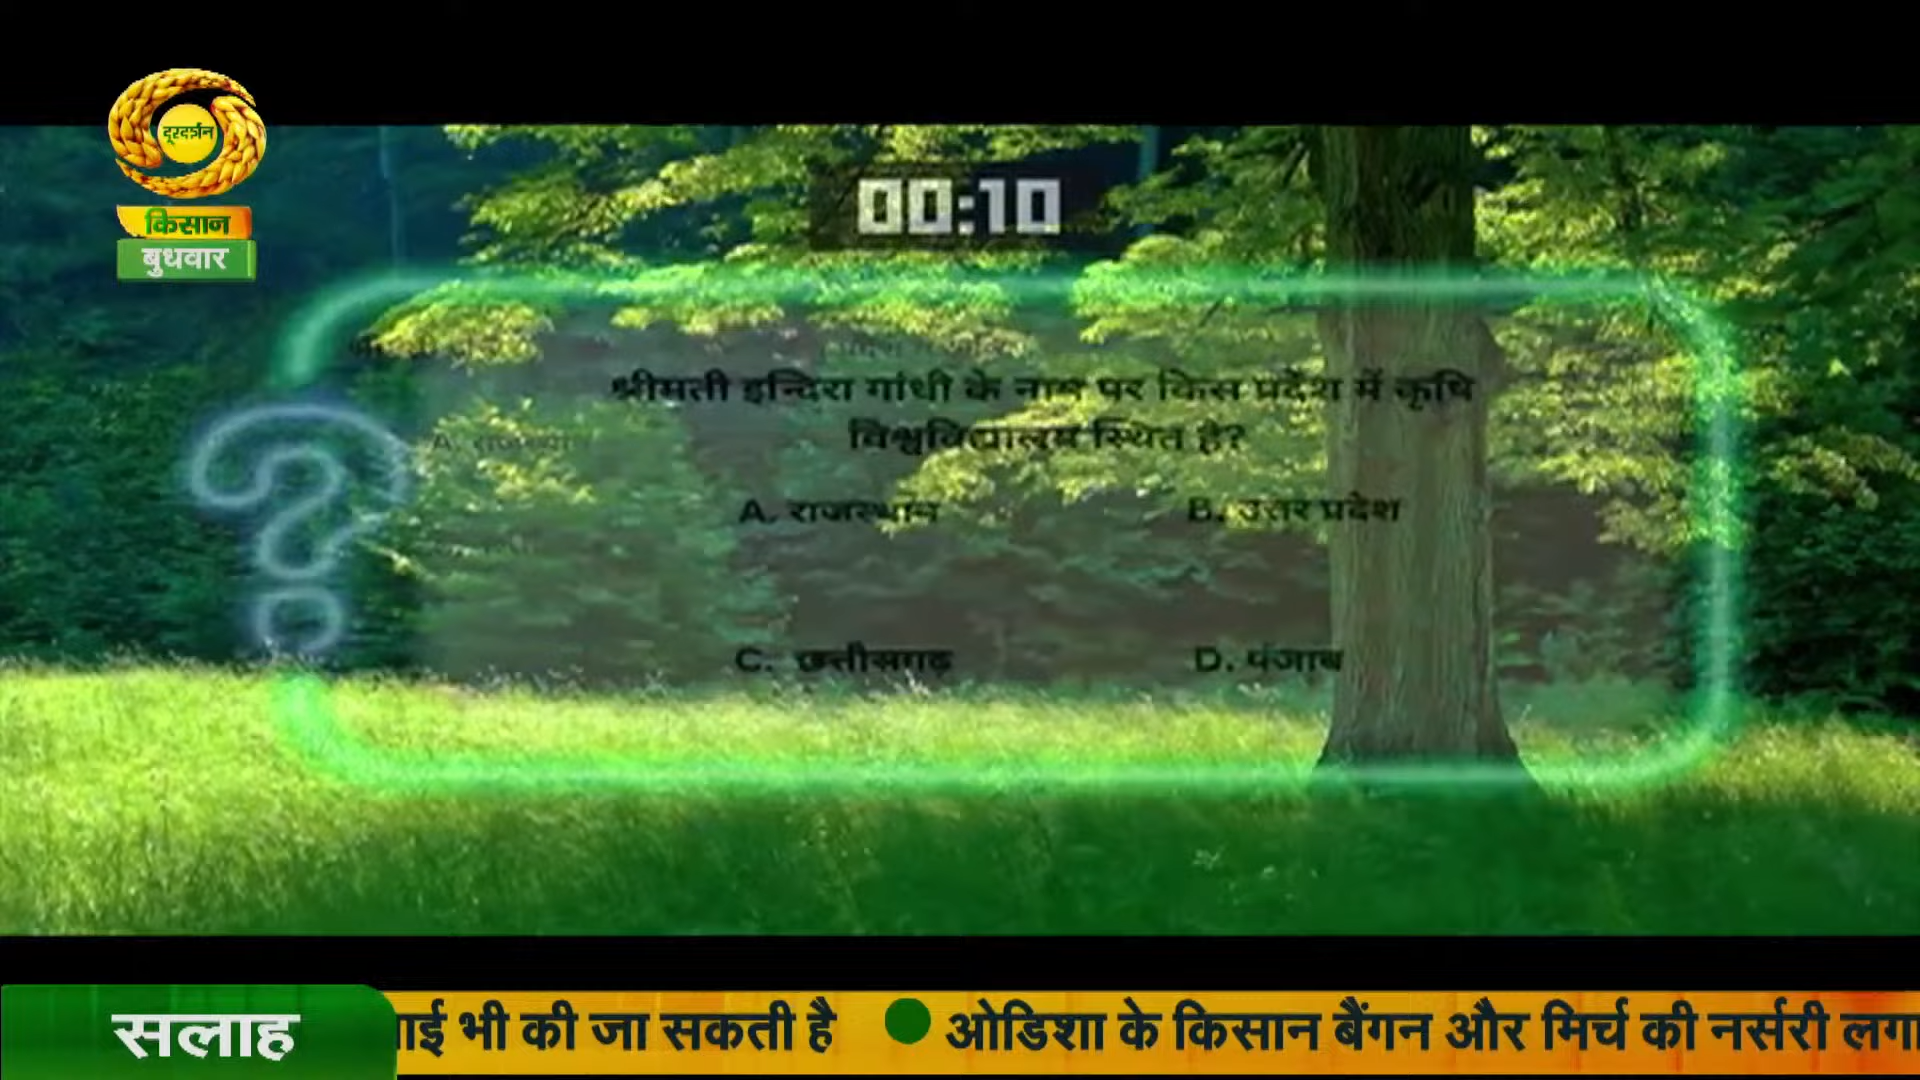 दूरदर्शन
किसान
बुधवार
00:10
श्रीमती इन्दिरा गांधी के नाम पर किस प्रदेश में कृषि
विश्वविद्यालय स्थित है?
A. राजस्थान
B. उत्तर प्रदेश
C. छत्तीसगढ़
D. पंजाब
सलाह
गाई भी की जा सकती है ● ओडिशा के किसान बैंगन और मिर्च की नर्सरी लगा